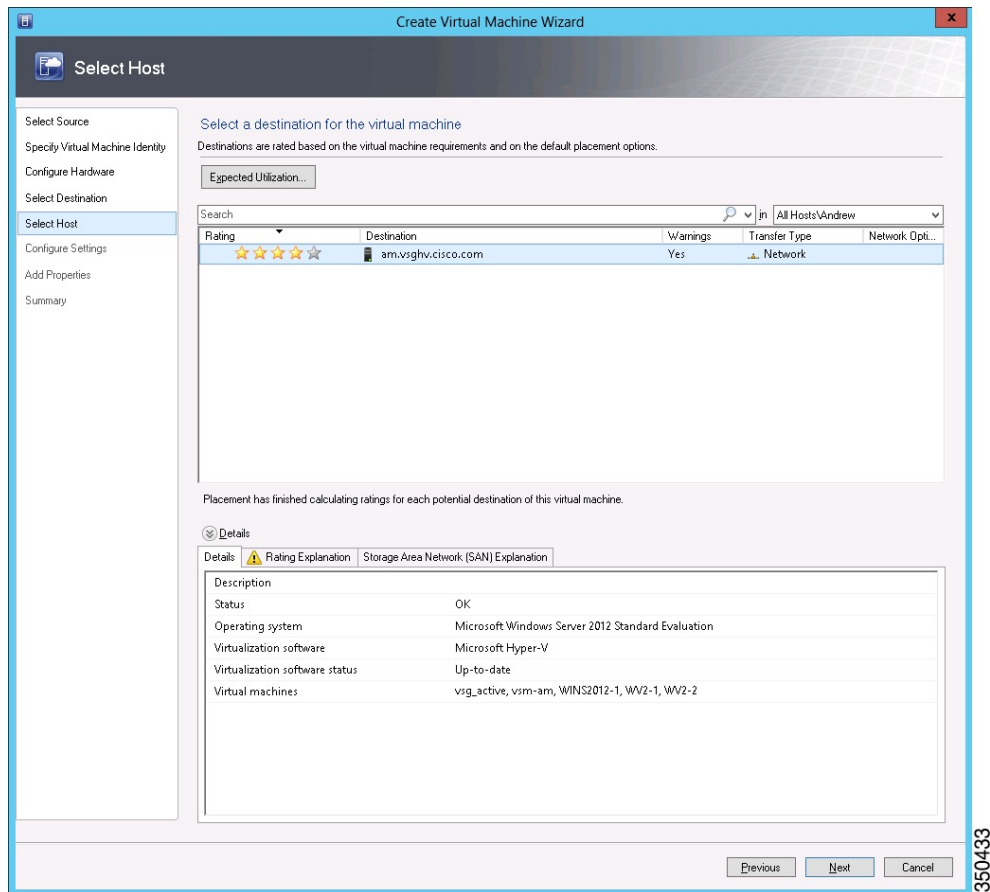 Create Virtual Machine Wizard
x
Select Host
Select Source
Specify Virtual Machine Identity
Configure Hardware
Select Destination
Select Host
Configure Settings
Add Properties
Summary
Select a destination for the virtual machine
Destinations are rated based on the virtual machine requirements and on the default placement options.
Expected Utilization...
Search in All Hosts\Andrew
Rating Destination Warnings Transfer Type Network Opti...
am.vsghv.cisco.com Yes Network
Placement has finished calculating ratings for each potential destination of this virtual machine.
Details
Details Rating Explanation Storage Area Network (SAN) Explanation
Description
Status OK
Operating system Microsoft Windows Server 2012 Standard Evaluation
Virtualization software Microsoft Hyper-V
Virtualization software status Up-to-date
Virtual machines vsg_active, vsm-am, WINS2012-1, WV2-1, WV2-2
Previous Next Cancel
350433